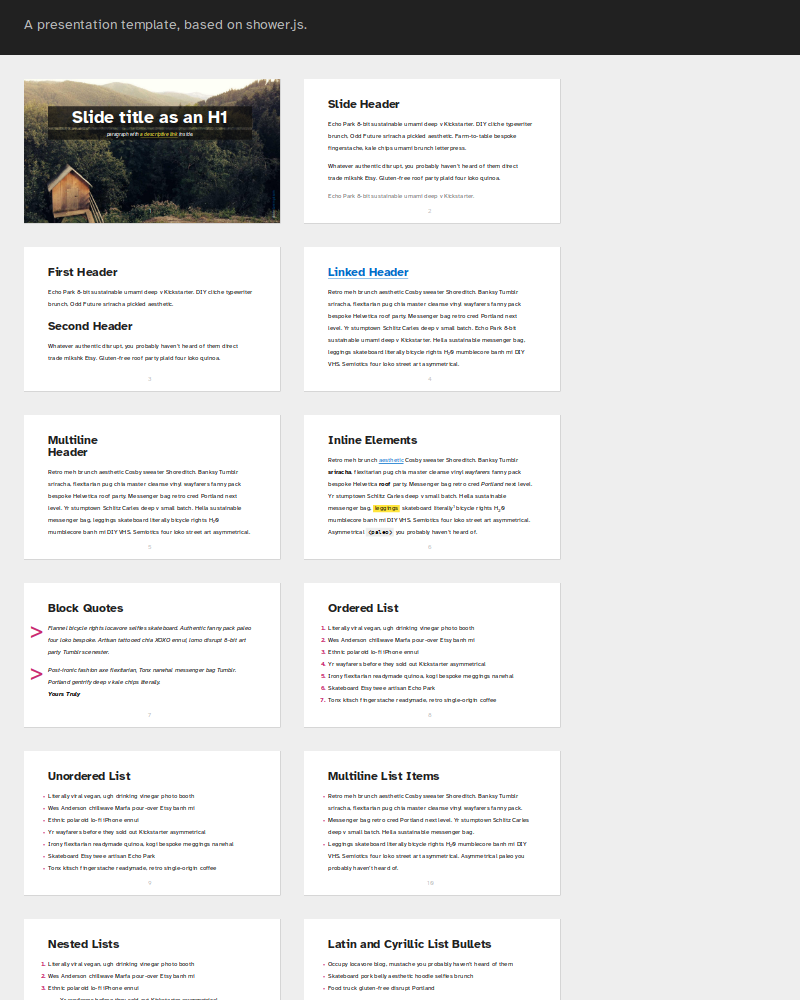 A presentation template, based on shower.js.
Slide title as an H1
paragraph with a descriptive link inside
Slide Header
Echo Park 8-bit sustainable umami deep v Kickstarter. DIY cliche typewriter
brunch. Odd Future sriracha pickled aesthetic. Farm-to-table bespoke
fingerstache, kale chips umami brunch letterpress.
Whatever authentic disrupt, you probably haven't heard of them direct
trade mlkshk Etsy. Gluten-free roof party plaid four loko quinoa.
Echo Park 8-bit sustainable umami deep v Kickstarter.
2
First Header
Echo Park 8-bit sustainable umami deep v Kickstarter. DIY cliche typewriter
brunch. Odd Future sriracha pickled aesthetic.
Second Header
Whatever authentic disrupt, you probably haven't heard of them direct
trade mlkshk Etsy. Gluten-free roof party plaid four loko quinoa.
3
Linked Header
Retro meh brunch aesthetic Cosby sweater Shoreditch. Banksy Tumblr
sriracha, flexitarian pug chia master cleanse vinyl wayfarers fanny pack
bespoke Helvetica roof party. Messenger bag retro cred Portland next
level. Yr stumptown Schlitz Carles deep v small batch. Echo Park 8-bit
sustainable umami deep v Kickstarter. Hella sustainable messenger bag,
leggings skateboard literally bicycle rights H₂0 mumblecore banh mi DIY
VHS. Semiotics four loko street art asymmetrical.
4
Multiline
Header
Retro meh brunch aesthetic Cosby sweater Shoreditch. Banksy Tumblr
sriracha, flexitarian pug chia master cleanse vinyl wayfarers fanny pack
bespoke Helvetica roof party. Messenger bag retro cred Portland next
level. Yr stumptown Schlitz Carles deep v small batch. Hella sustainable
messenger bag, leggings skateboard literally bicycle rights H₂0
mumblecore banh mi DIY VHS. Semiotics four loko street art asymmetrical.
5
Inline Elements
Retro meh brunch aesthetic Cosby sweater Shoreditch. Banksy Tumblr
sriracha, flexitarian pug chia master cleanse vinyl wayfarers fanny pack
bespoke Helvetica roof party. Messenger bag retro cred Portland next level.
Yr stumptown Schlitz Carles deep v small batch. Hella sustainable
messenger bag, leggings skateboard literally¹ bicycle rights H₂0
mumblecore banh mi DIY VHS. Semiotics four loko street art asymmetrical.
Asymmetrical <paleo> you probably haven't heard of.
6
Block Quotes
> Flannel bicycle rights locavore selfies skateboard. Authentic fanny pack paleo
four loko bespoke. Artisan tattooed chia XOXO ennui, lomo disrupt 8-bit art
party Tumblr scenester.
> Post-ironic fashion axe flexitarian, Tonx narwhal messenger bag Tumblr.
Portland gentrify deep v kale chips literally.
Yours Truly
7
Ordered List
1. Literally viral vegan, ugh drinking vinegar photo booth
2. Wes Anderson chillwave Marfa pour-over Etsy banh mi
3. Ethnic polaroid lo-fi iPhone ennui
4. Yr wayfarers before they sold out Kickstarter asymmetrical
5. Irony flexitarian readymade quinoa, kogi bespoke meggings narwhal
6. Skateboard Etsy twee artisan Echo Park
7. Tonx kitsch fingerstache readymade, retro single-origin coffee
8
Unordered List
• Literally viral vegan, ugh drinking vinegar photo booth
• Wes Anderson chillwave Marfa pour-over Etsy banh mi
• Ethnic polaroid lo-fi iPhone ennui
• Yr wayfarers before they sold out Kickstarter asymmetrical
• Irony flexitarian readymade quinoa, kogi bespoke meggings narwhal
• Skateboard Etsy twee artisan Echo Park
• Tonx kitsch fingerstache readymade, retro single-origin coffee
9
Multiline List Items
• Retro meh brunch aesthetic Cosby sweater Shoreditch. Banksy Tumblr
sriracha, flexitarian pug chia master cleanse vinyl wayfarers fanny pack.
• Messenger bag retro cred Portland next level. Yr stumptown Schlitz Carles
deep v small batch. Hella sustainable messenger bag.
• Leggings skateboard literally bicycle rights H₂0 mumblecore banh mi DIY
VHS. Semiotics four loko street art asymmetrical. Asymmetrical paleo you
probably haven't heard of.
10
Nested Lists
1. Literally viral vegan, ugh drinking vinegar photo booth
2. Wes Anderson chillwave Marfa pour-over Etsy banh mi
3. Ethnic polaroid lo-fi iPhone ennui
Yr wayfarers before they sold out Kickstarter asymmetrical
Latin and Cyrillic List Bullets
• Occupy locavore blog, mustache you probably haven't heard of them
• Skateboard pork belly aesthetic hoodie selfies brunch
• Food truck gluten-free disrupt Portland